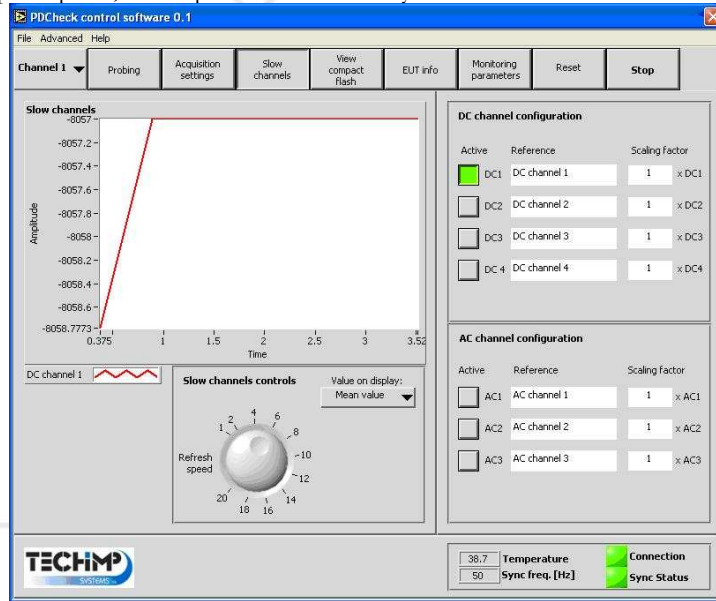 PDCheck control software 0.1
File Advanced Help
Channel 1
Probing
Acquisition
settings
Slow
channels
View
compact
flash
EUT info
Monitoring
parameters
Reset
Stop
Slow channels
-8057
-8057.2
-8057.4
-8057.6
-8057.8
-8058
-8058.2
-8058.4
-8058.6
-8058.7773
Amplitude
0.375 1 1.5 2 2.5 3 3.52
Time
DC channel 1
Slow channels controls
Value on display:
Mean value
Refresh
speed
1 2 4 6 8 10 12 14 16 18 20
DC channel configuration
Active Reference Scaling factor
DC1 DC channel 1 1 x DC1
DC2 DC channel 2 1 x DC2
DC3 DC channel 3 1 x DC3
DC 4 DC channel 4 1 x DC4
AC channel configuration
Active Reference Scaling factor
AC1 AC channel 1 1 x AC1
AC2 AC channel 2 1 x AC2
AC3 AC channel 3 1 x AC3
TECHIMP
SYSTEMS
38.7 Temperature
50 Sync freq. [Hz]
Connection
Sync Status